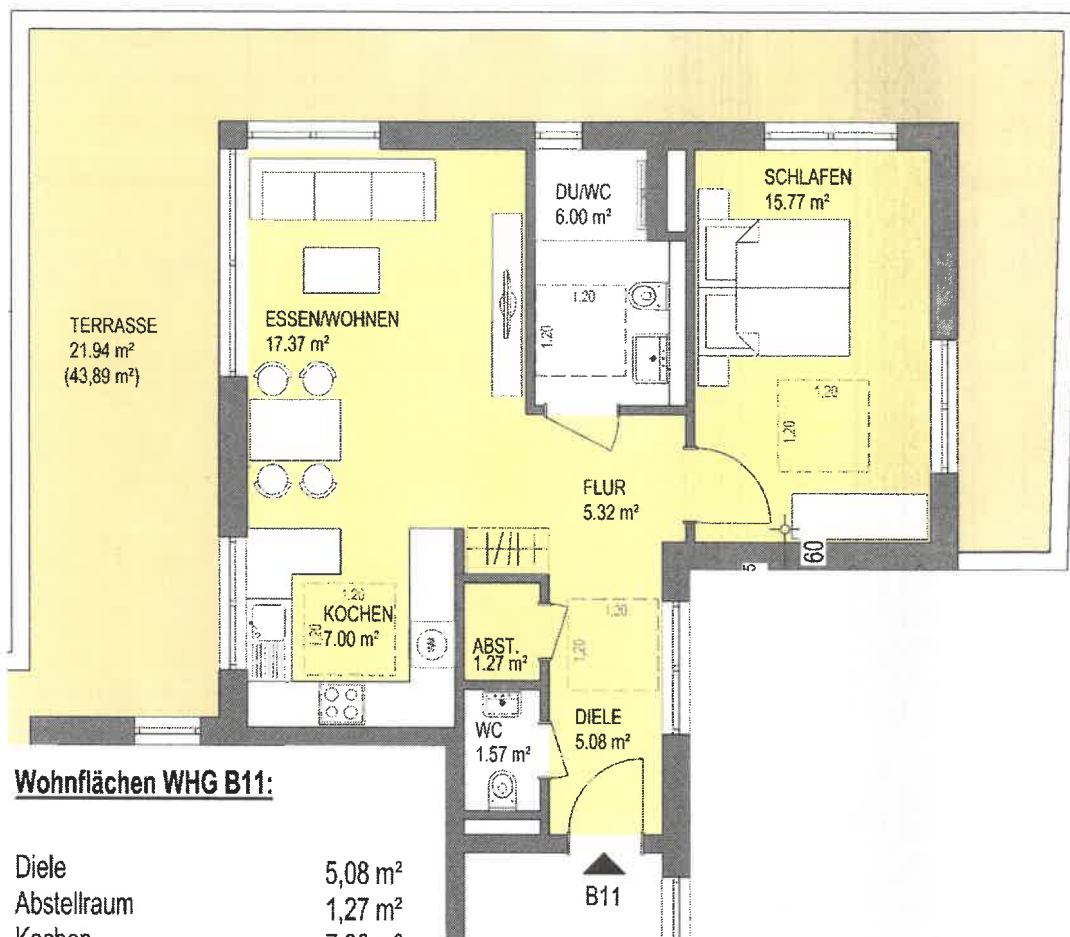 DU/WC
6.00 m²
SCHLAFEN
15.77 m²
TERRASSE
21.94 m²
(43,89 m²)
ESSEN/WOHNEN
17.37 m²
1,20
1,20
1,20
1,20
FLUR
5.32 m²
60
1,20
KOCHEN
1,20
7.00 m²
ABST.
1.27 m²
1,20
1,20
WC
1.57 m²
DIELE
5.08 m²
B11
Wohnflächen WHG B11:
Diele 5,08 m²
Abstellraum 1,27 m²